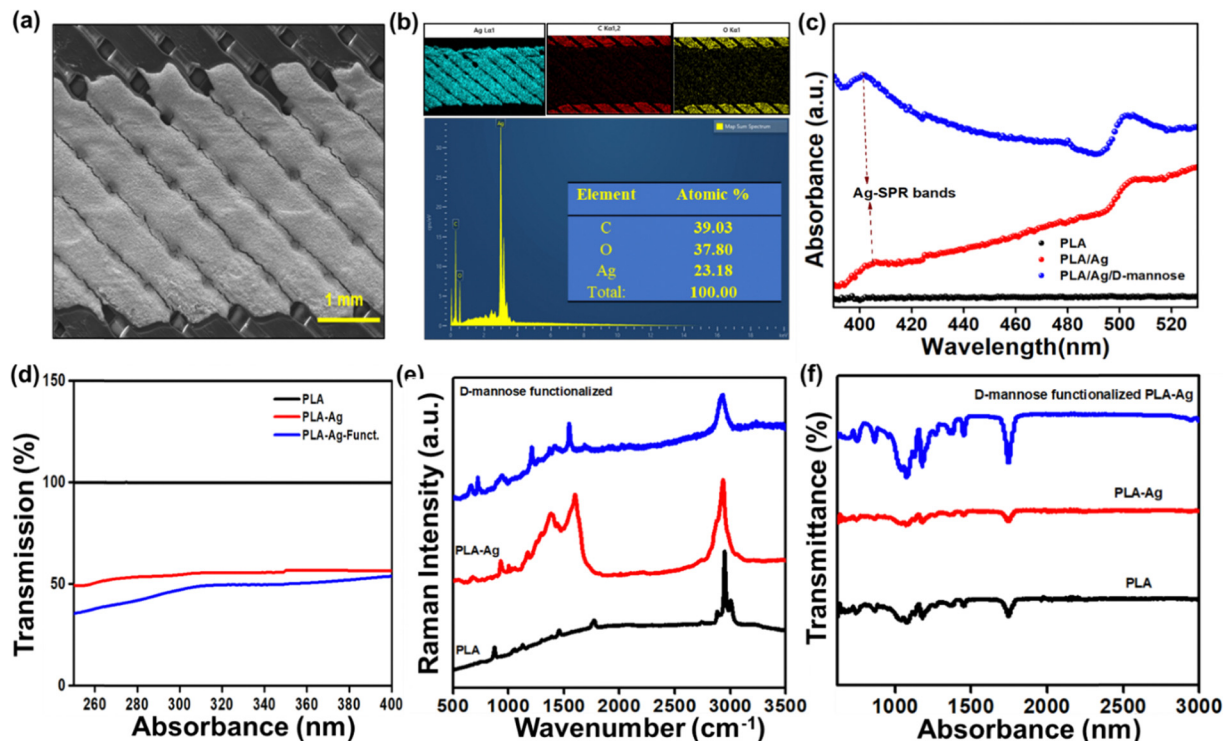 (a)
1 mm
(b)
Ag Lα1
C Kα1,2
O Kα1
Map Sum Spectrum
Ag
Element Atomic %
C 39.03
O 37.80
Ag 23.18
Total: 100.00
(c)
Absorbance (a.u.)
Ag-SPR bands
PLA
PLA/Ag
PLA/Ag/D-mannose
400 420 440 460 480 500 520
Wavelength(nm)
(d)
Transmission (%)
150
100
50
0
PLA
PLA-Ag
PLA-Ag-Funct.
260 280 300 320 340 360 380 400
Absorbance (nm)
(e)
Raman Intensity (a.u.)
D-mannose functionalized
PLA-Ag
PLA
500 1000 1500 2000 2500 3000 3500
Wavenumber (cm⁻¹)
(f)
Transmittance (%)
D-mannose functionalized PLA-Ag
PLA-Ag
PLA
1000 1500 2000 2500 3000
Absorbance (nm)